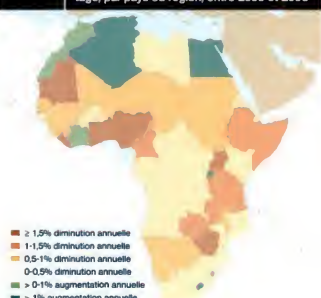 tage, par pays ou région, entre 2000 et 2005
≥ 1,5% diminution annuelle
1-1,5% diminution annuelle
0,5-1% diminution annuelle
0-0,5% diminution annuelle
> 0-1% augmentation annuelle
> 1% augmentation annuelle